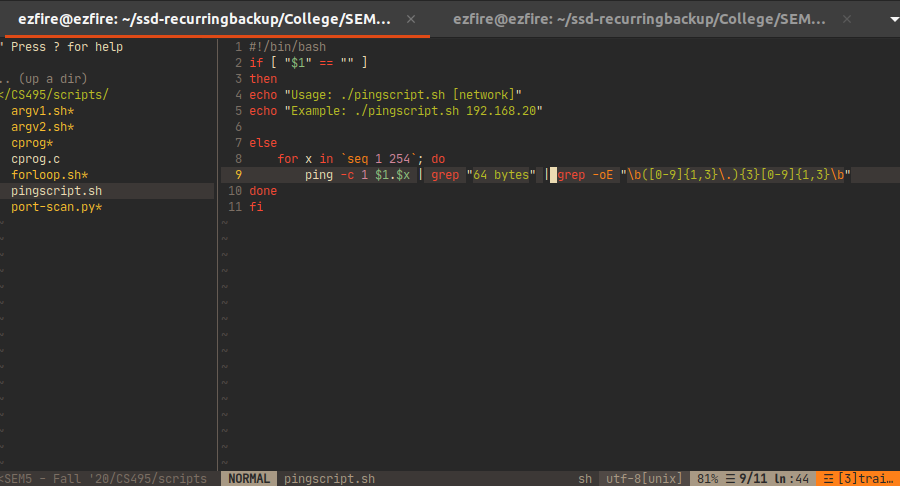 ezfire@ezfire: ~/ssd-recurringbackup/College/SEM... × ezfire@ezfire: ~/ssd-recurringbackup/College/SEM... ×
" Press ? for help
.. (up a dir)
</CS495/scripts/
argv1.sh*
argv2.sh*
cprog*
cprog.c
forloop.sh*
pingscript.sh
port-scan.py*
1 #!/bin/bash
2 if [ "$1" == "" ]
3 then
4 echo "Usage: ./pingscript.sh [network]"
5 echo "Example: ./pingscript.sh 192.168.20"
6
7 else
8 for x in `seq 1 254`; do
9 ping -c 1 $1.$x | grep "64 bytes" | grep -oE "\b([0-9]{1,3}\.){3}[0-9]{1,3}\b"
10 done
11 fi
<SEM5 - Fall '20/CS495/scripts NORMAL pingscript.sh sh utf-8[unix] 81% ☰ 9/11 ln :44 ☲ [3]trai...